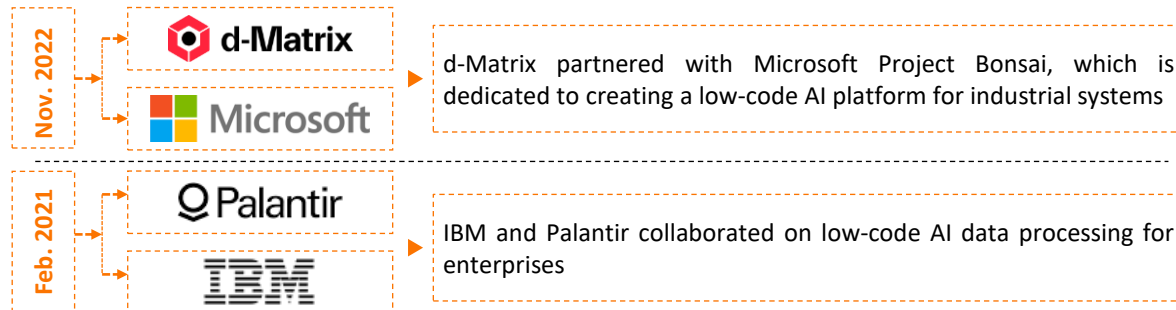 Nov. 2022
d-Matrix
Microsoft
d-Matrix partnered with Microsoft Project Bonsai, which is
dedicated to creating a low-code AI platform for industrial systems
Feb. 2021
Palantir
IBM
IBM and Palantir collaborated on low-code AI data processing for
enterprises